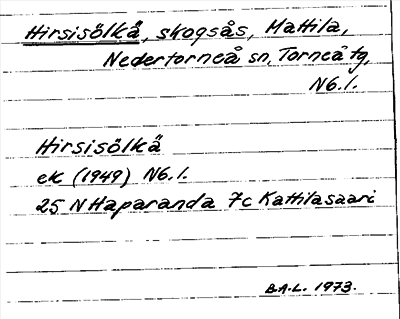 Hirsisölkä, skogsås, Mattila,
Nedertorneå sn, Torneå tg,
N6.1.
Hirsisölkä
ek (1949) N6.1.
25 N Haparanda 7c Kattilasaari
B.A.L. 1973.